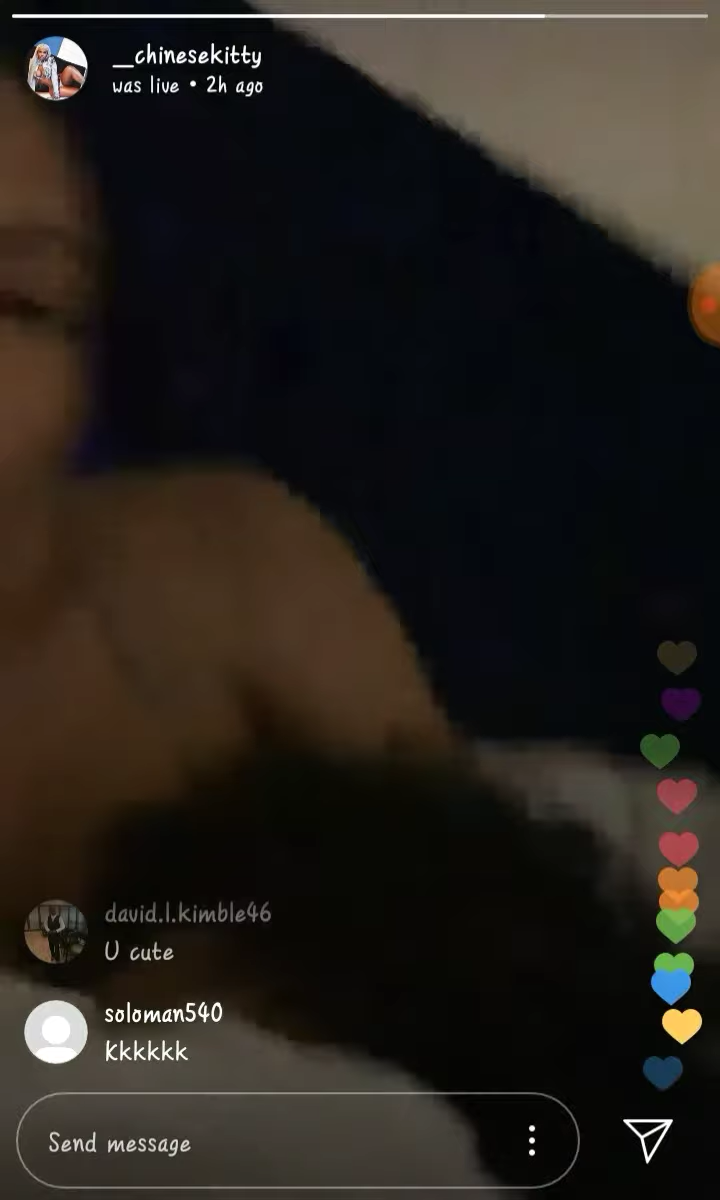 __chinesekitty
was live • 2h ago
david.l.kimble46
U cute
soloman540
Kkkkkk
Send message